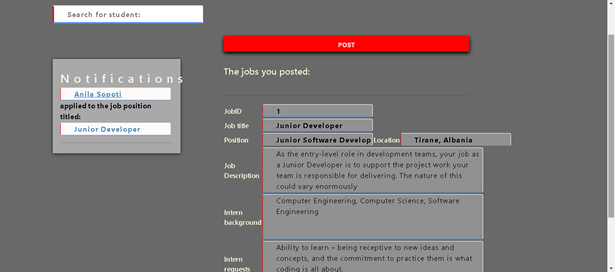 Search for student:
POST
Notifications
Anila Sopoti
applied to the job position
titled:
Junior Developer
The jobs you posted:
JobID 1
Job title Junior Developer
Position Junior Software Develop Location Tirane, Albania
Job
Description
As the entry-level role in development teams, your job as
a Junior Developer is to support the project work your
team is responsible for delivering. The nature of this
could vary enormously
Intern
background
Computer Engineering, Computer Science, Software
Engineering
Intern
requests
Ability to learn – being receptive to new ideas and
concepts, and the commitment to practice them is what
coding is all about.